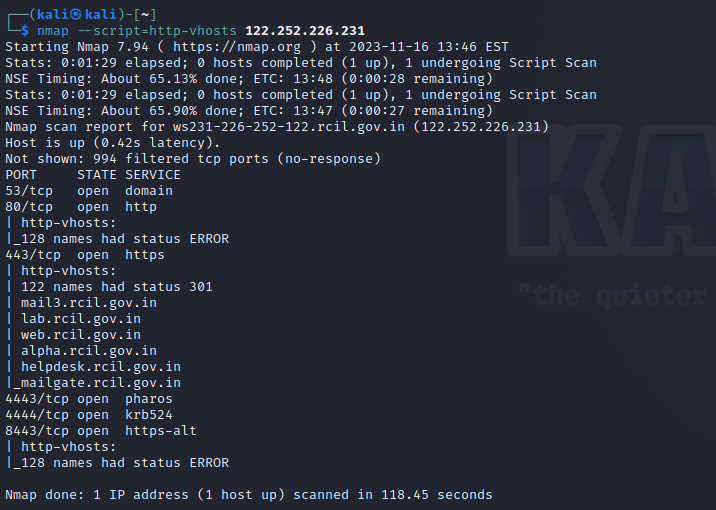 ┌──(kali㉿kali)-[~]
└─$ nmap --script=http-vhosts 122.252.226.231
Starting Nmap 7.94 ( https://nmap.org ) at 2023-11-16 13:46 EST
Stats: 0:01:29 elapsed; 0 hosts completed (1 up), 1 undergoing Script Scan
NSE Timing: About 65.13% done; ETC: 13:48 (0:00:28 remaining)
Stats: 0:01:29 elapsed; 0 hosts completed (1 up), 1 undergoing Script Scan
NSE Timing: About 65.90% done; ETC: 13:47 (0:00:27 remaining)
Nmap scan report for ws231-226-252-122.rcil.gov.in (122.252.226.231)
Host is up (0.42s latency).
Not shown: 994 filtered tcp ports (no-response)
PORT     STATE SERVICE
53/tcp   open  domain
80/tcp   open  http
| http-vhosts:
|_128 names had status ERROR
443/tcp  open  https
| http-vhosts:
| 122 names had status 301
| mail3.rcil.gov.in
| lab.rcil.gov.in
| web.rcil.gov.in
| alpha.rcil.gov.in
| helpdesk.rcil.gov.in
|_mailgate.rcil.gov.in
4443/tcp open  pharos
4444/tcp open  krb524
8443/tcp open  https-alt
| http-vhosts:
|_128 names had status ERROR
Nmap done: 1 IP address (1 host up) scanned in 118.45 seconds
KA
"the quieter